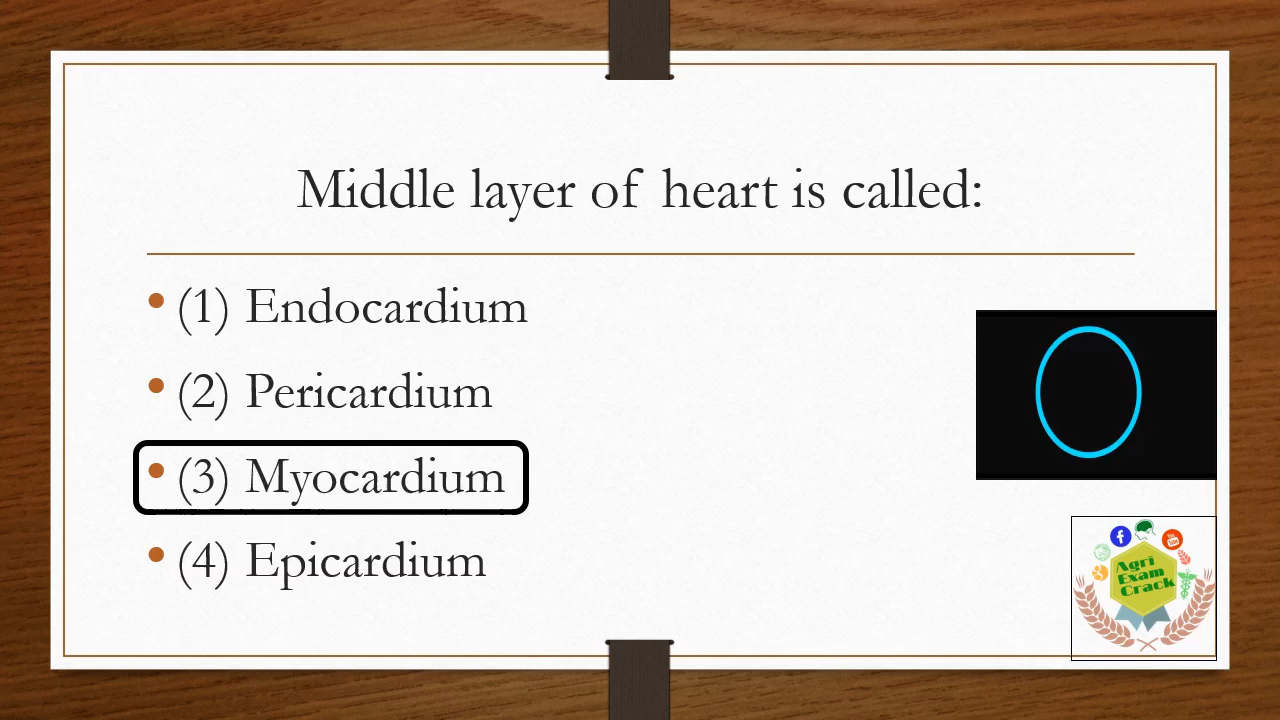 Middle layer of heart is called:
• (1) Endocardium
• (2) Pericardium
• (3) Myocardium
• (4) Epicardium
Agri
Exam
Crack